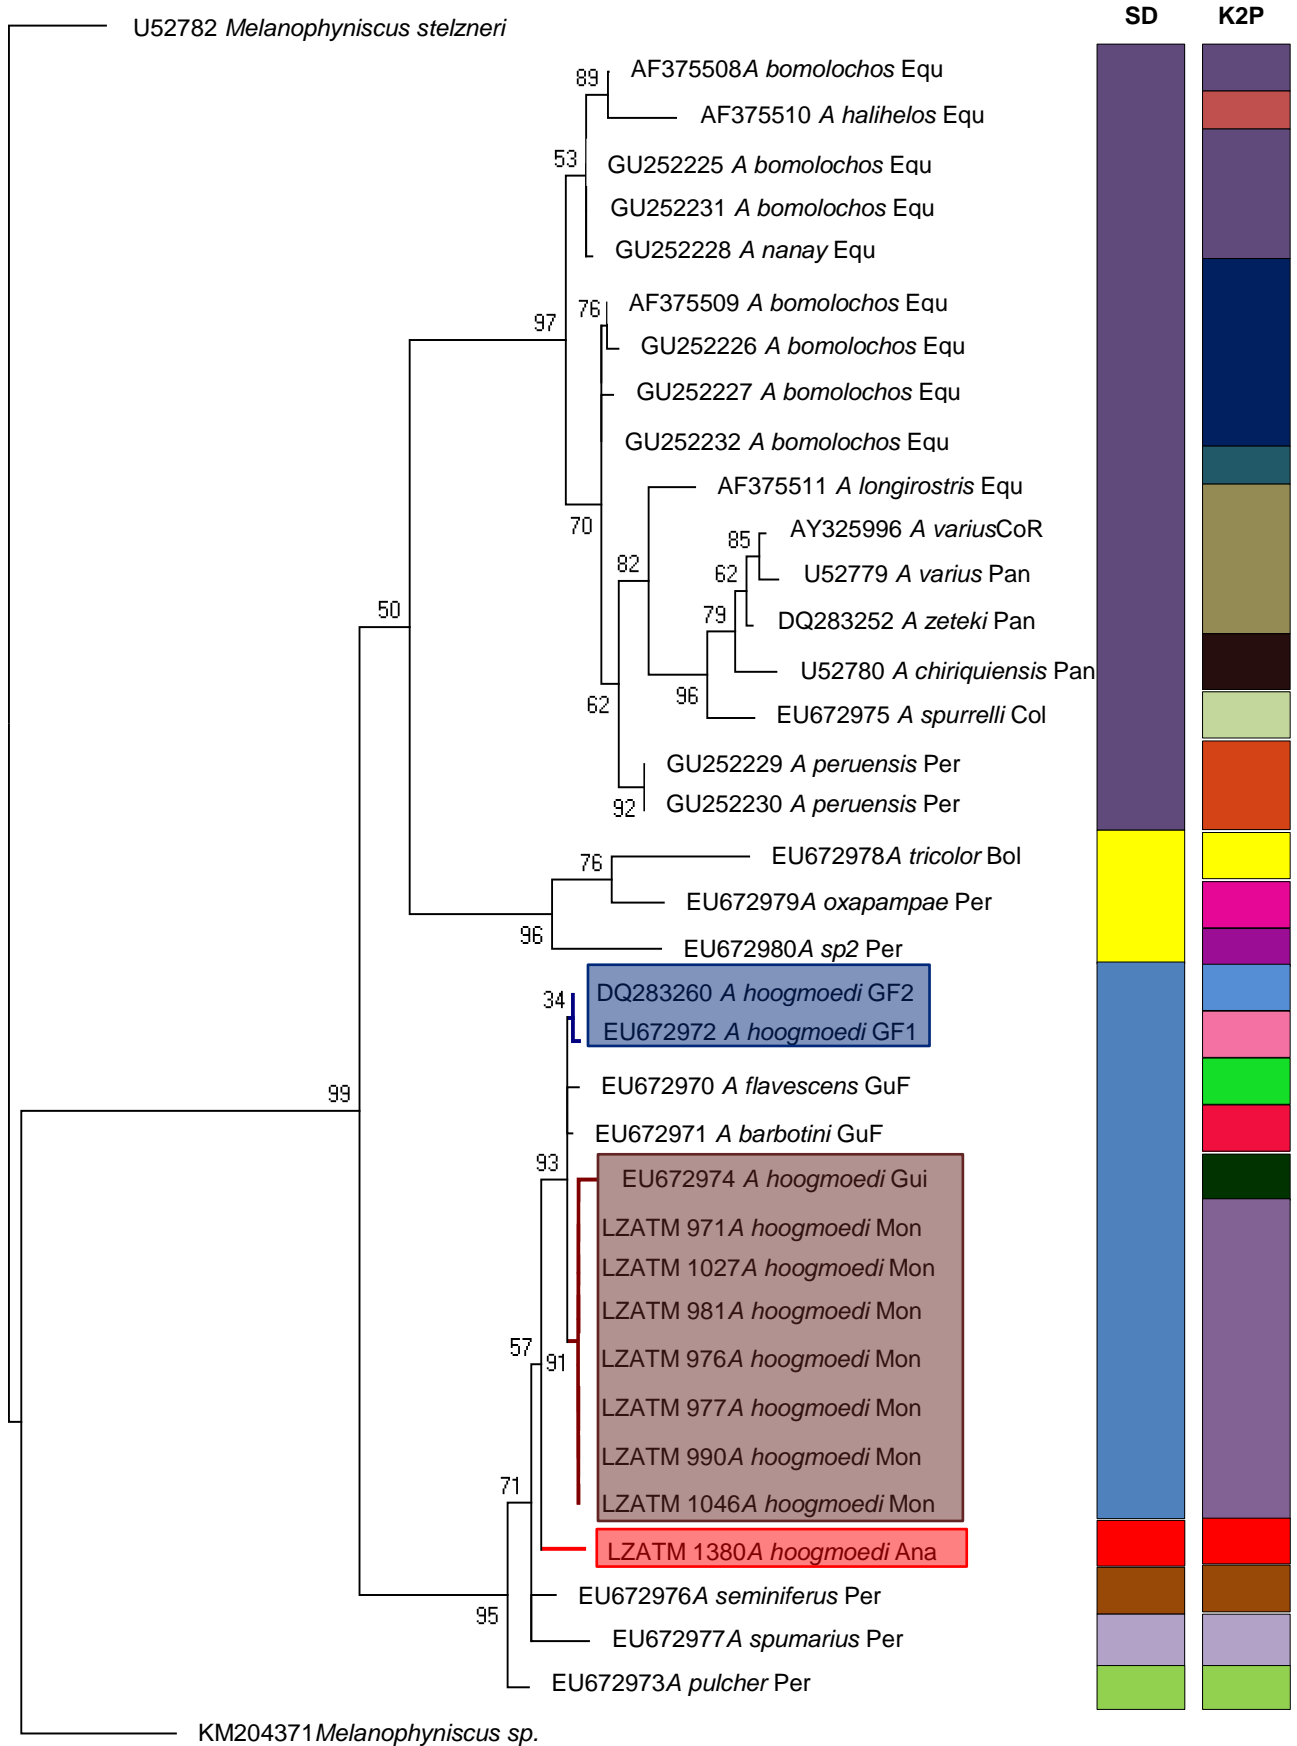 SD K2P
U52782 Melanophyniscus stelzneri
AF375508A bomolochos Equ
89
AF375510 A halihelos Equ
53
GU252225 A bomolochos Equ
GU252231 A bomolochos Equ
GU252228 A nanay Equ
76 AF375509 A bomolochos Equ
97
GU252226 A bomolochos Equ
GU252227 A bomolochos Equ
GU252232 A bomolochos Equ
AF375511 A longirostris Equ
70
AY325996 A variusCoR
85
82
62 U52779 A varius Pan
50
79 DQ283252 A zeteki Pan
U52780 A chiriquiensis Pan
62 96
EU672975 A spurrelli Col
GU252229 A peruensis Per
92 GU252230 A peruensis Per
EU672978A tricolor Bol
76
EU672979A oxapampae Per
96
EU672980A sp2 Per
34 DQ283260 A hoogmoedi GF2
EU672972 A hoogmoedi GF1
EU672970 A flavescens GuF
99
EU672971 A barbotini GuF
93
EU672974 A hoogmoedi Gui
LZATM 971A hoogmoedi Mon
LZATM 1027A hoogmoedi Mon
LZATM 981A hoogmoedi Mon
57
91 LZATM 976A hoogmoedi Mon
LZATM 977A hoogmoedi Mon
LZATM 990A hoogmoedi Mon
71
LZATM 1046A hoogmoedi Mon
LZATM 1380A hoogmoedi Ana
EU672976A seminiferus Per
95
EU672977A spumarius Per
EU672973A pulcher Per
KM204371Melanophyniscus sp.